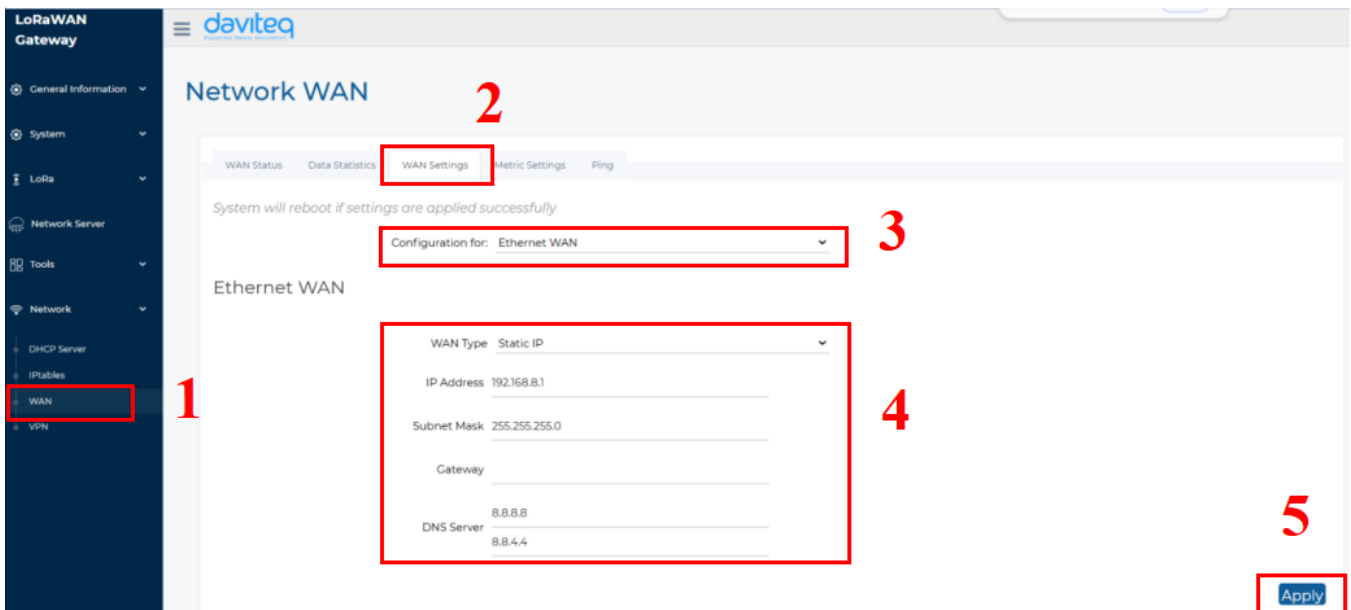 LoRaWAN
Gateway
daviteq
General Information
System
LoRa
Network Server
Tools
Network
DHCP Server
IPtables
WAN
VPN
1
Network WAN
2
WAN Status Data Statistics WAN Settings Metric Settings Ping
System will reboot if settings are applied successfully
Configuration for: Ethernet WAN
3
Ethernet WAN
WAN Type Static IP
IP Address 192.168.8.1
Subnet Mask 255.255.255.0
4
Gateway
DNS Server
8.8.8.8
8.8.4.4
5
Apply